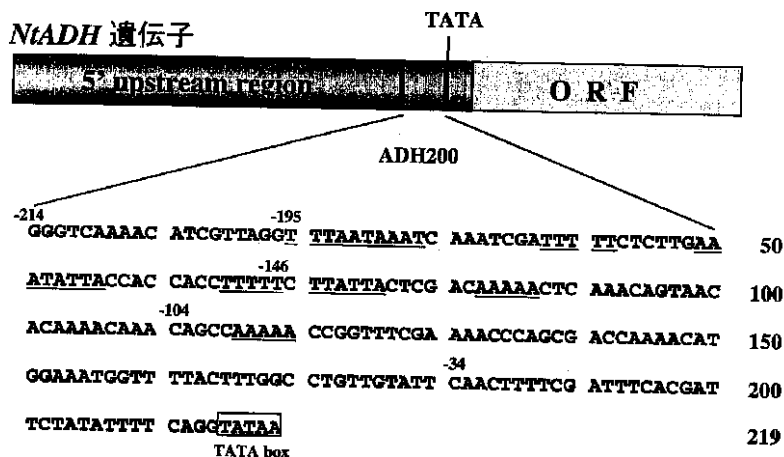 TATA
NtADH 遺伝子
5' upstream region
O R F
ADH200
-214 -195
GGGTCAAAAC ATCGTTAGGT TTAATAAATC AAATCGATTT TTCTCTTGAA 50
-146
ATATTACCAC CACCTTTTTC TTATTACTCG ACAAAAACTC AAACAGTAAC 100
-104
ACAAAACAAA CAGCCAAAAA CCGGTTTCGA AAACCCAGCG ACCAAAACAT 150
-34
GGAAATGGTT TTACTTTGGC CTGTTGTATT CAACTTTTCG ATTTCACGAT 200
TCTATATTTT CAGGTATAA 219
TATA box